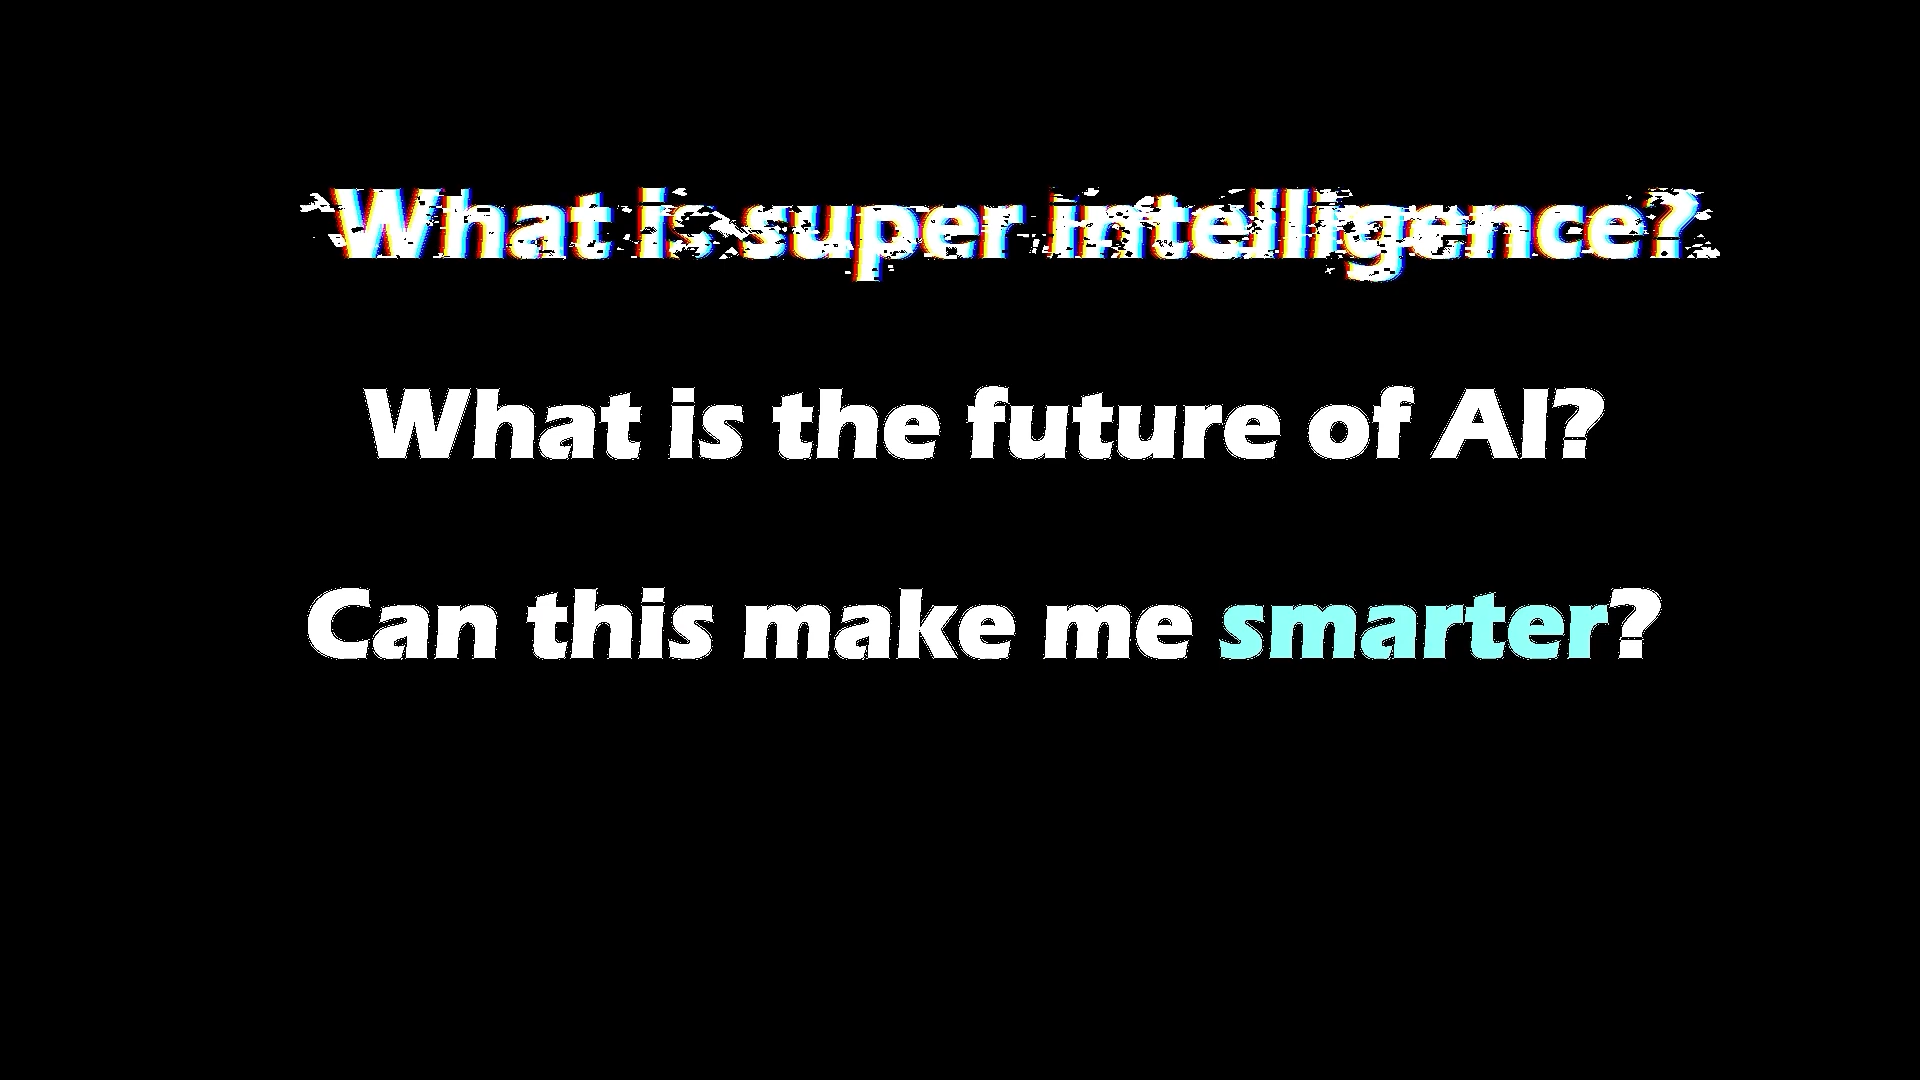 What is super intelligence?
What is the future of AI?
Can this make me smarter?